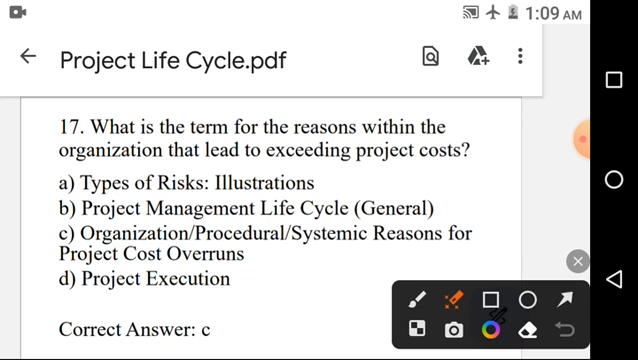 1:09 AM
Project Life Cycle.pdf
17. What is the term for the reasons within the
organization that lead to exceeding project costs?
a) Types of Risks: Illustrations
b) Project Management Life Cycle (General)
c) Organization/Procedural/Systemic Reasons for
Project Cost Overruns
d) Project Execution
Correct Answer: c